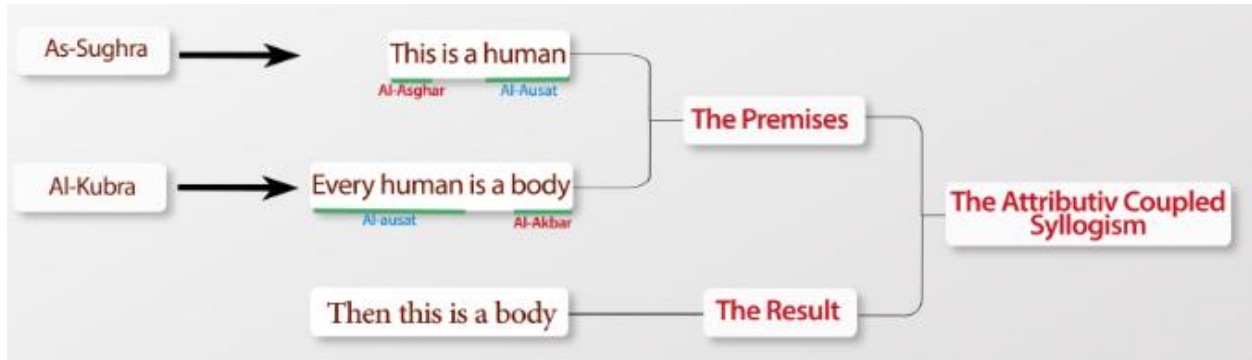 As-Sughra
This is a human
Al-Asghar
Al-Ausat
The Premises
Al-Kubra
Every human is a body
Al-ausat
Al-Akbar
The Attributiv Coupled
Syllogism
Then this is a body
The Result